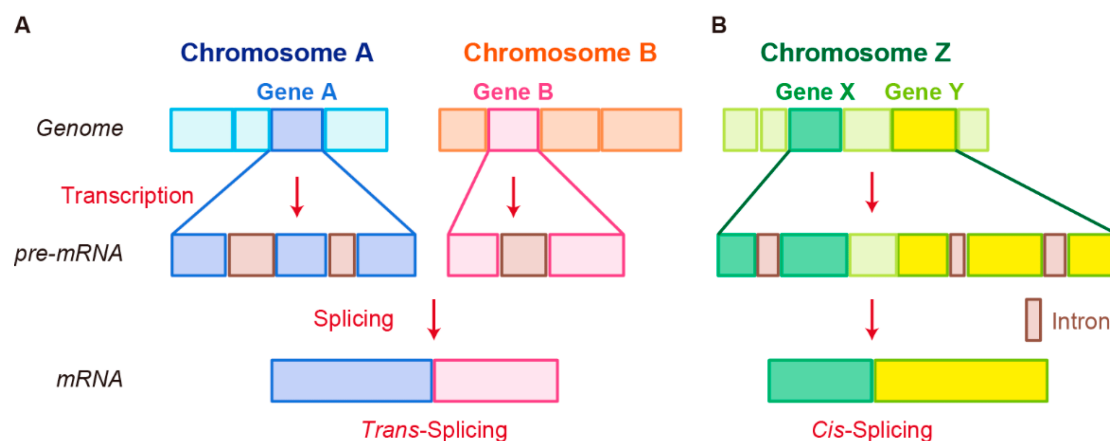 A
Chromosome A
Chromosome B
Gene A
Gene B
Genome
Transcription
pre-mRNA
Splicing
mRNA
Trans-Splicing
B
Chromosome Z
Gene X
Gene Y
Intron
Cis-Splicing